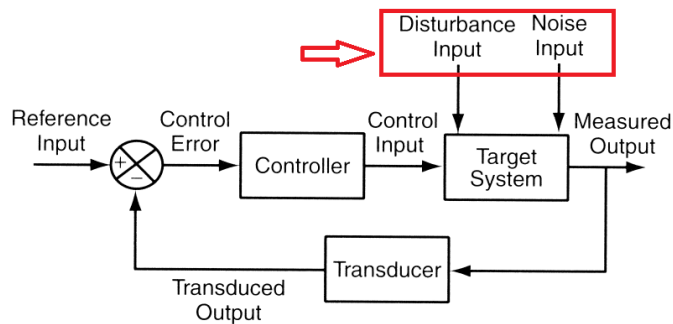 Disturbance
Input
Noise
Input
Reference
Input
+
−
Control
Error
Controller
Control
Input
Target
System
Measured
Output
Transducer
Transduced
Output